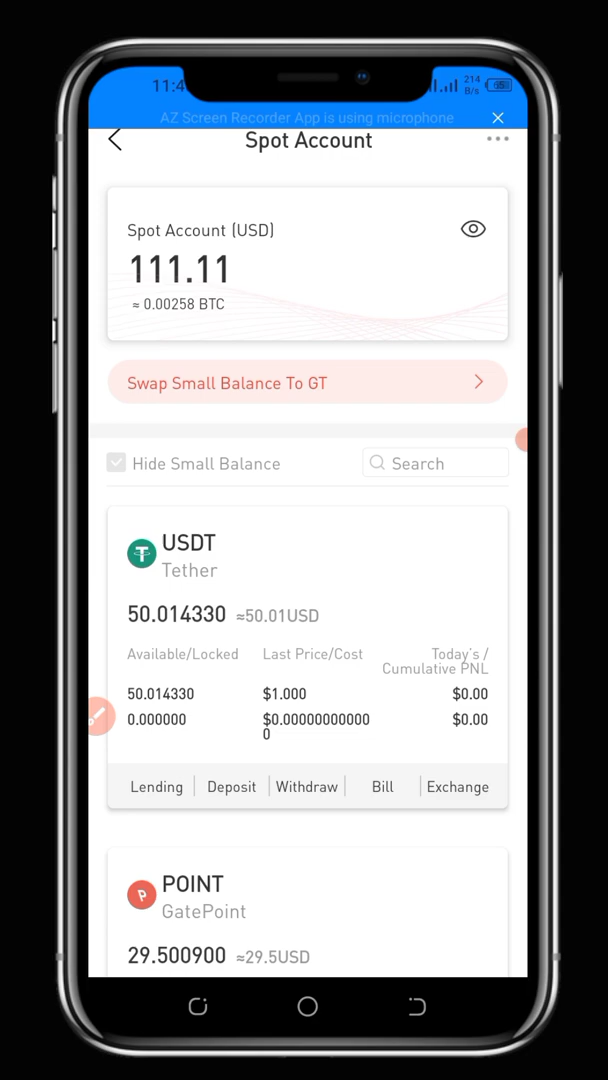 11:4
214
B/s
AZ Screen Recorder App is using microphone
Spot Account
Spot Account (USD)
111.11
≈ 0.00258 BTC
Swap Small Balance To GT
Hide Small Balance
Search
USDT
Tether
50.014330 ≈50.01USD
Available/Locked Last Price/Cost Today's /
Cumulative PNL
50.014330 $1.000 $0.00
0.000000 $0.00000000000 $0.00
0
Lending Deposit Withdraw Bill Exchange
POINT
GatePoint
29.500900 ≈29.5USD